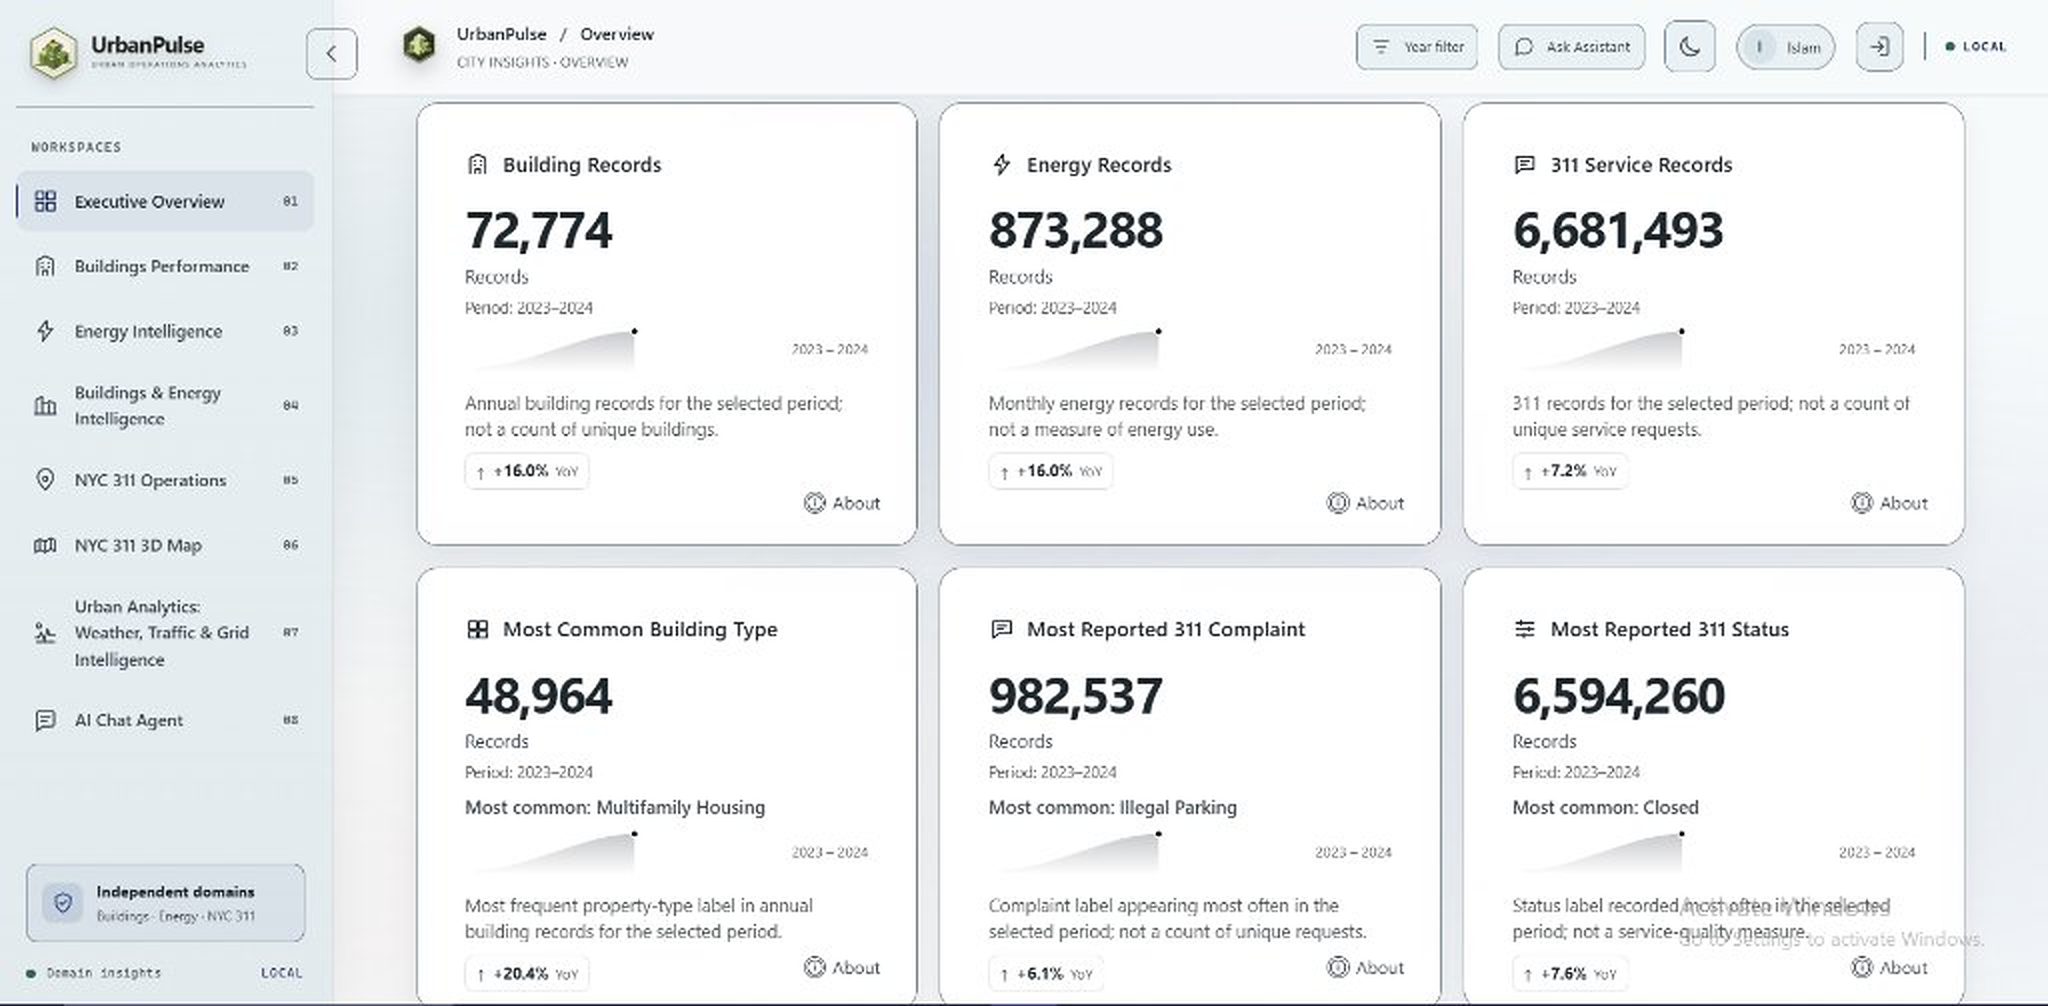 UrbanPulse
URBAN OPERATIONS ANALYTICS
WORKSPACES
Executive Overview 01
Buildings Performance 02
Energy Intelligence 03
Buildings & Energy
Intelligence 04
NYC 311 Operations 05
NYC 311 3D Map 06
Urban Analytics:
Weather, Traffic & Grid
Intelligence 07
AI Chat Agent 08
Independent domains
Buildings · Energy · NYC 311
Domain insights LOCAL
UrbanPulse / Overview
CITY INSIGHTS · OVERVIEW
Year filter
Ask Assistant
I Islam
LOCAL
Building Records
72,774
Records
Period: 2023–2024
2023 – 2024
Annual building records for the selected period;
not a count of unique buildings.
↑ +16.0% YoY
About
Energy Records
873,288
Records
Period: 2023–2024
2023 – 2024
Monthly energy records for the selected period;
not a measure of energy use.
↑ +16.0% YoY
About
311 Service Records
6,681,493
Records
Period: 2023–2024
2023 – 2024
311 records for the selected period; not a count of
unique service requests.
↑ +7.2% YoY
About
Most Common Building Type
48,964
Records
Period: 2023–2024
Most common: Multifamily Housing
2023 – 2024
Most frequent property-type label in annual
building records for the selected period.
↑ +20.4% YoY
About
Most Reported 311 Complaint
982,537
Records
Period: 2023–2024
Most common: Illegal Parking
2023 – 2024
Complaint label appearing most often in the
selected period; not a count of unique requests.
↑ +6.1% YoY
About
Most Reported 311 Status
6,594,260
Records
Period: 2023–2024
Most common: Closed
2023 – 2024
Status label recorded most often in the selected
period; not a service-quality measure.
↑ +7.6% YoY
About
Activate Windows
Go to Settings to activate Windows.